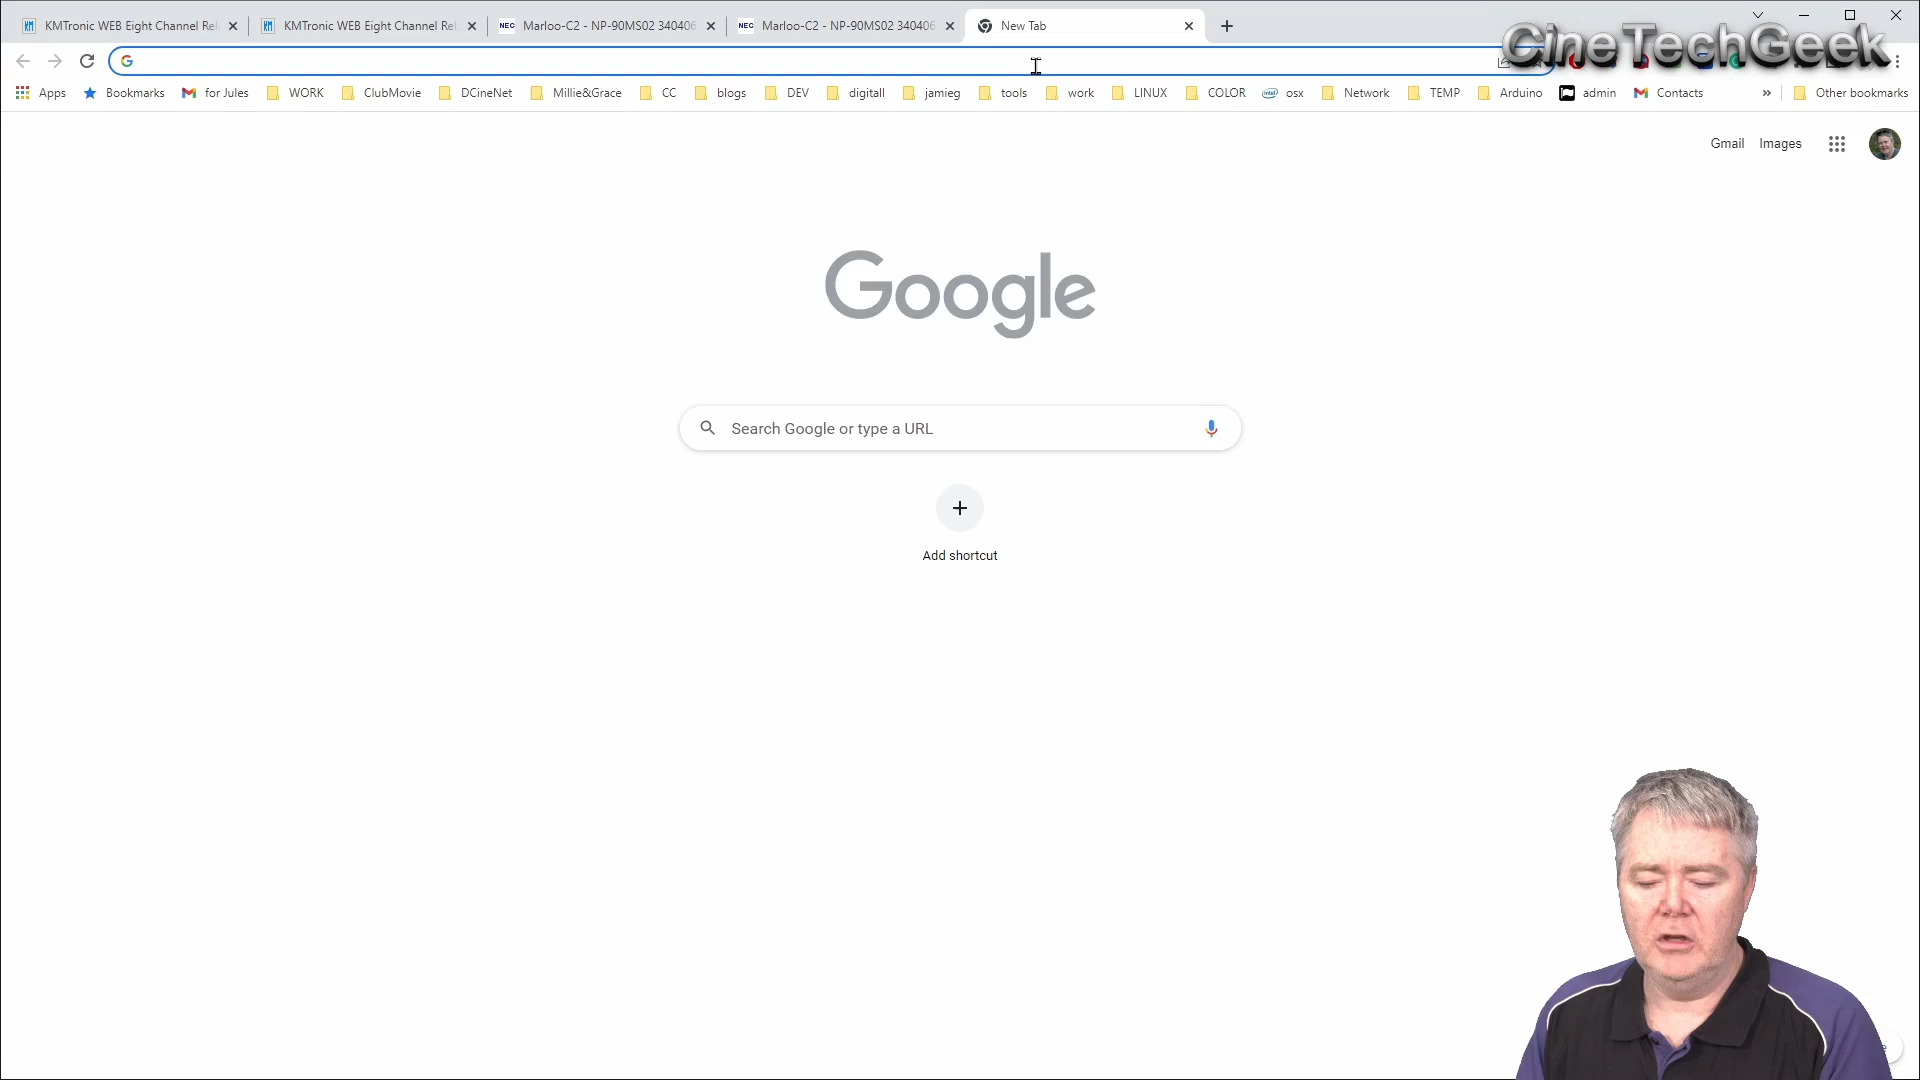 KMTronic WEB Eight Channel Rel
KMTronic WEB Eight Channel Rel
NEC Marloo-C2 - NP-90MS02 340406
NEC Marloo-C2 - NP-90MS02 340406
New Tab
CineTechGeek
Apps Bookmarks for Jules WORK ClubMovie DCineNet Millie&Grace CC blogs DEV digitall jamieg tools work LINUX COLOR osx Network TEMP Arduino admin Contacts » Other bookmarks
Gmail Images
Google
Search Google or type a URL
Add shortcut